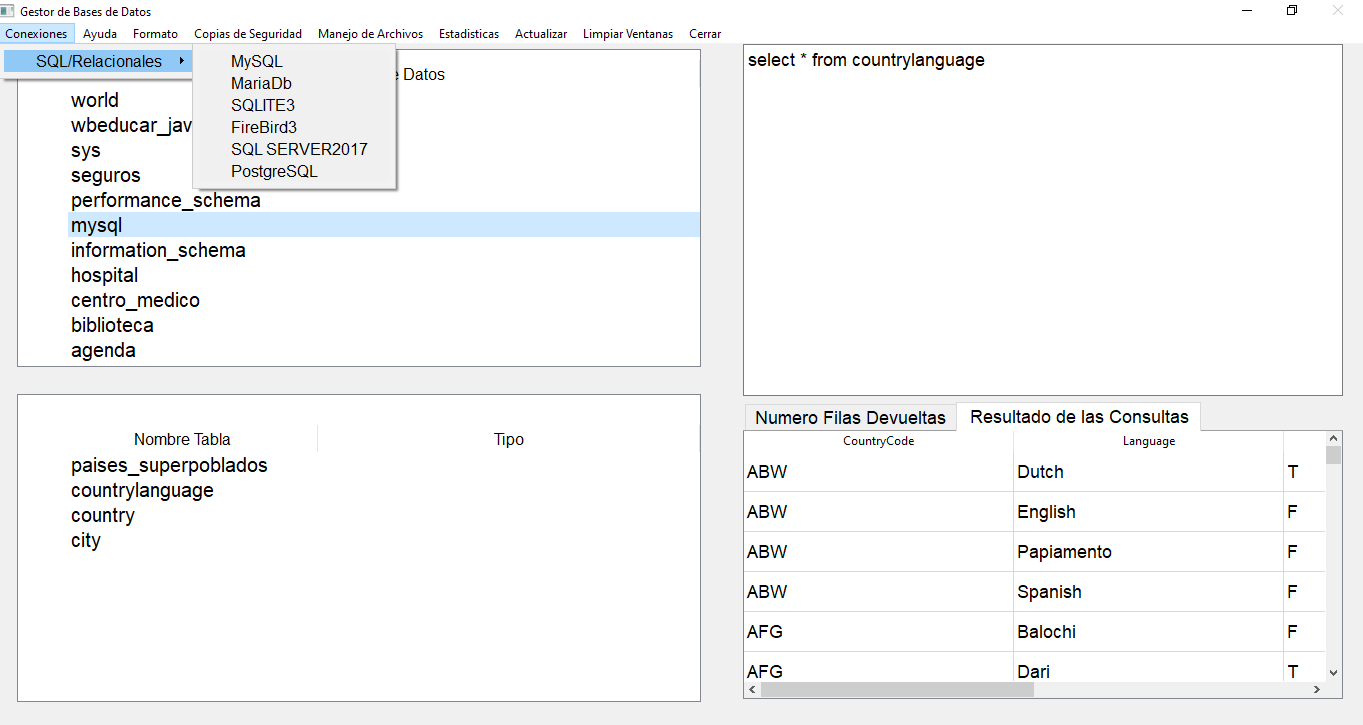 Gestor de Bases de Datos
Conexiones Ayuda Formato Copias de Seguridad Manejo de Archivos Estadisticas Actualizar Limpiar Ventanas Cerrar
SQL/Relacionales
MySQL
MariaDb
SQLITE3
FireBird3
SQL SERVER2017
PostgreSQL
Datos
world
wbeducar_jav
sys
seguros
performance_schema
mysql
information_schema
hospital
centro_medico
biblioteca
agenda
Nombre Tabla Tipo
paises_superpoblados
countrylanguage
country
city
select * from countrylanguage
Numero Filas Devueltas Resultado de las Consultas
CountryCode Language
ABW Dutch T
ABW English F
ABW Papiamento F
ABW Spanish F
AFG Balochi F
AFG Dari T